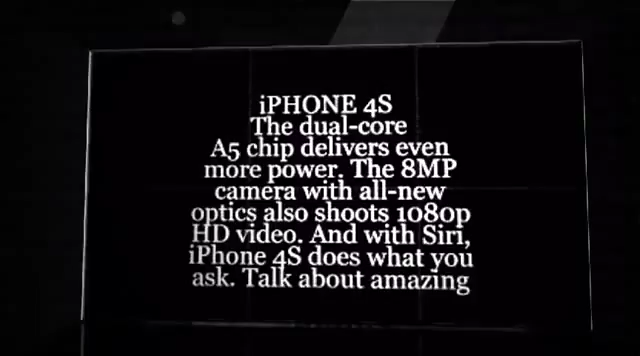 iPHONE 4S
The dual-core
A5 chip delivers even
more power. The 8MP
camera with all-new
optics also shoots 1080p
HD video. And with Siri,
iPhone 4S does what you
ask. Talk about amazing